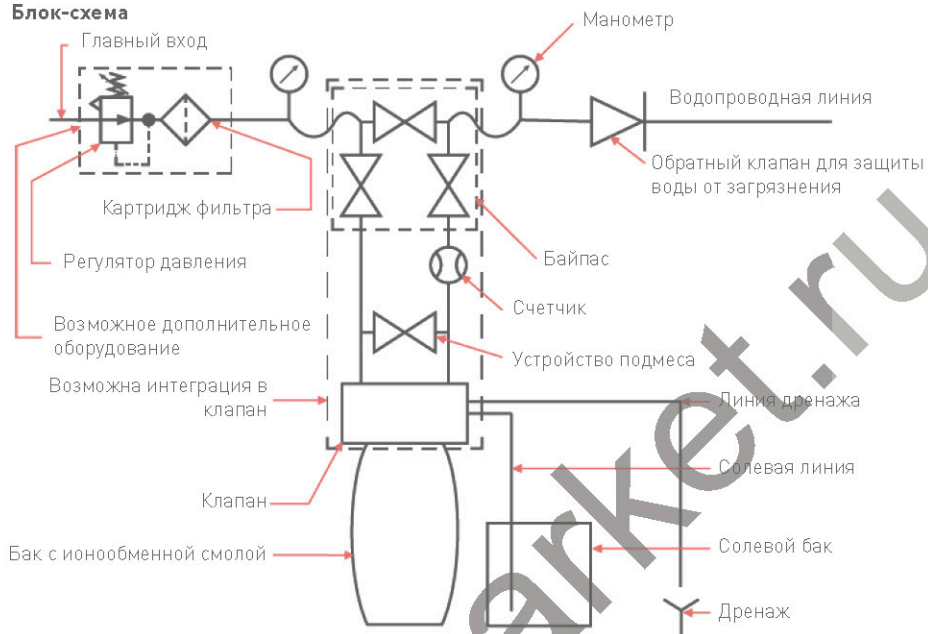 Блок-схема
Главный вход
Манометр
Водопроводная линия
Обратный клапан для защиты
воды от загрязнения
Картридж фильтра
Регулятор давления
Байпас
Счетчик
Возможное дополнительное
оборудование
Устройство подмеса
Возможна интеграция в
клапан
Линия дренажа
Солевая линия
Клапан
Бак с ионообменной смолой
Солевой бак
Дренаж
arket.ru